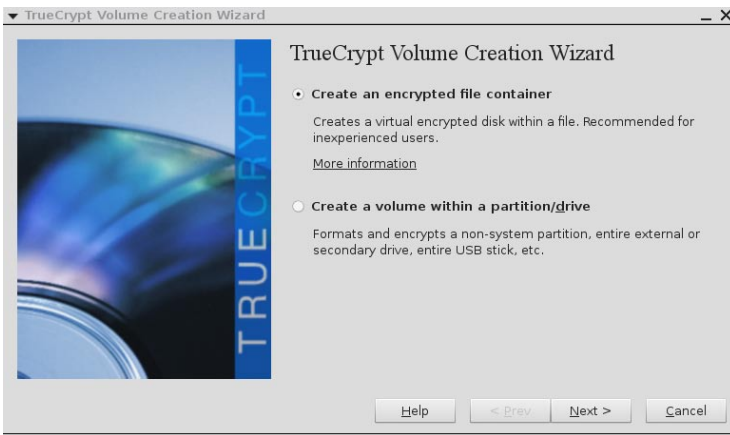 TrueCrypt Volume Creation Wizard
TRUECRYPT
TrueCrypt Volume Creation Wizard
Create an encrypted file container
Creates a virtual encrypted disk within a file. Recommended for
inexperienced users.
More information
Create a volume within a partition/drive
Formats and encrypts a non-system partition, entire external or
secondary drive, entire USB stick, etc.
Help
< Prev
Next >
Cancel